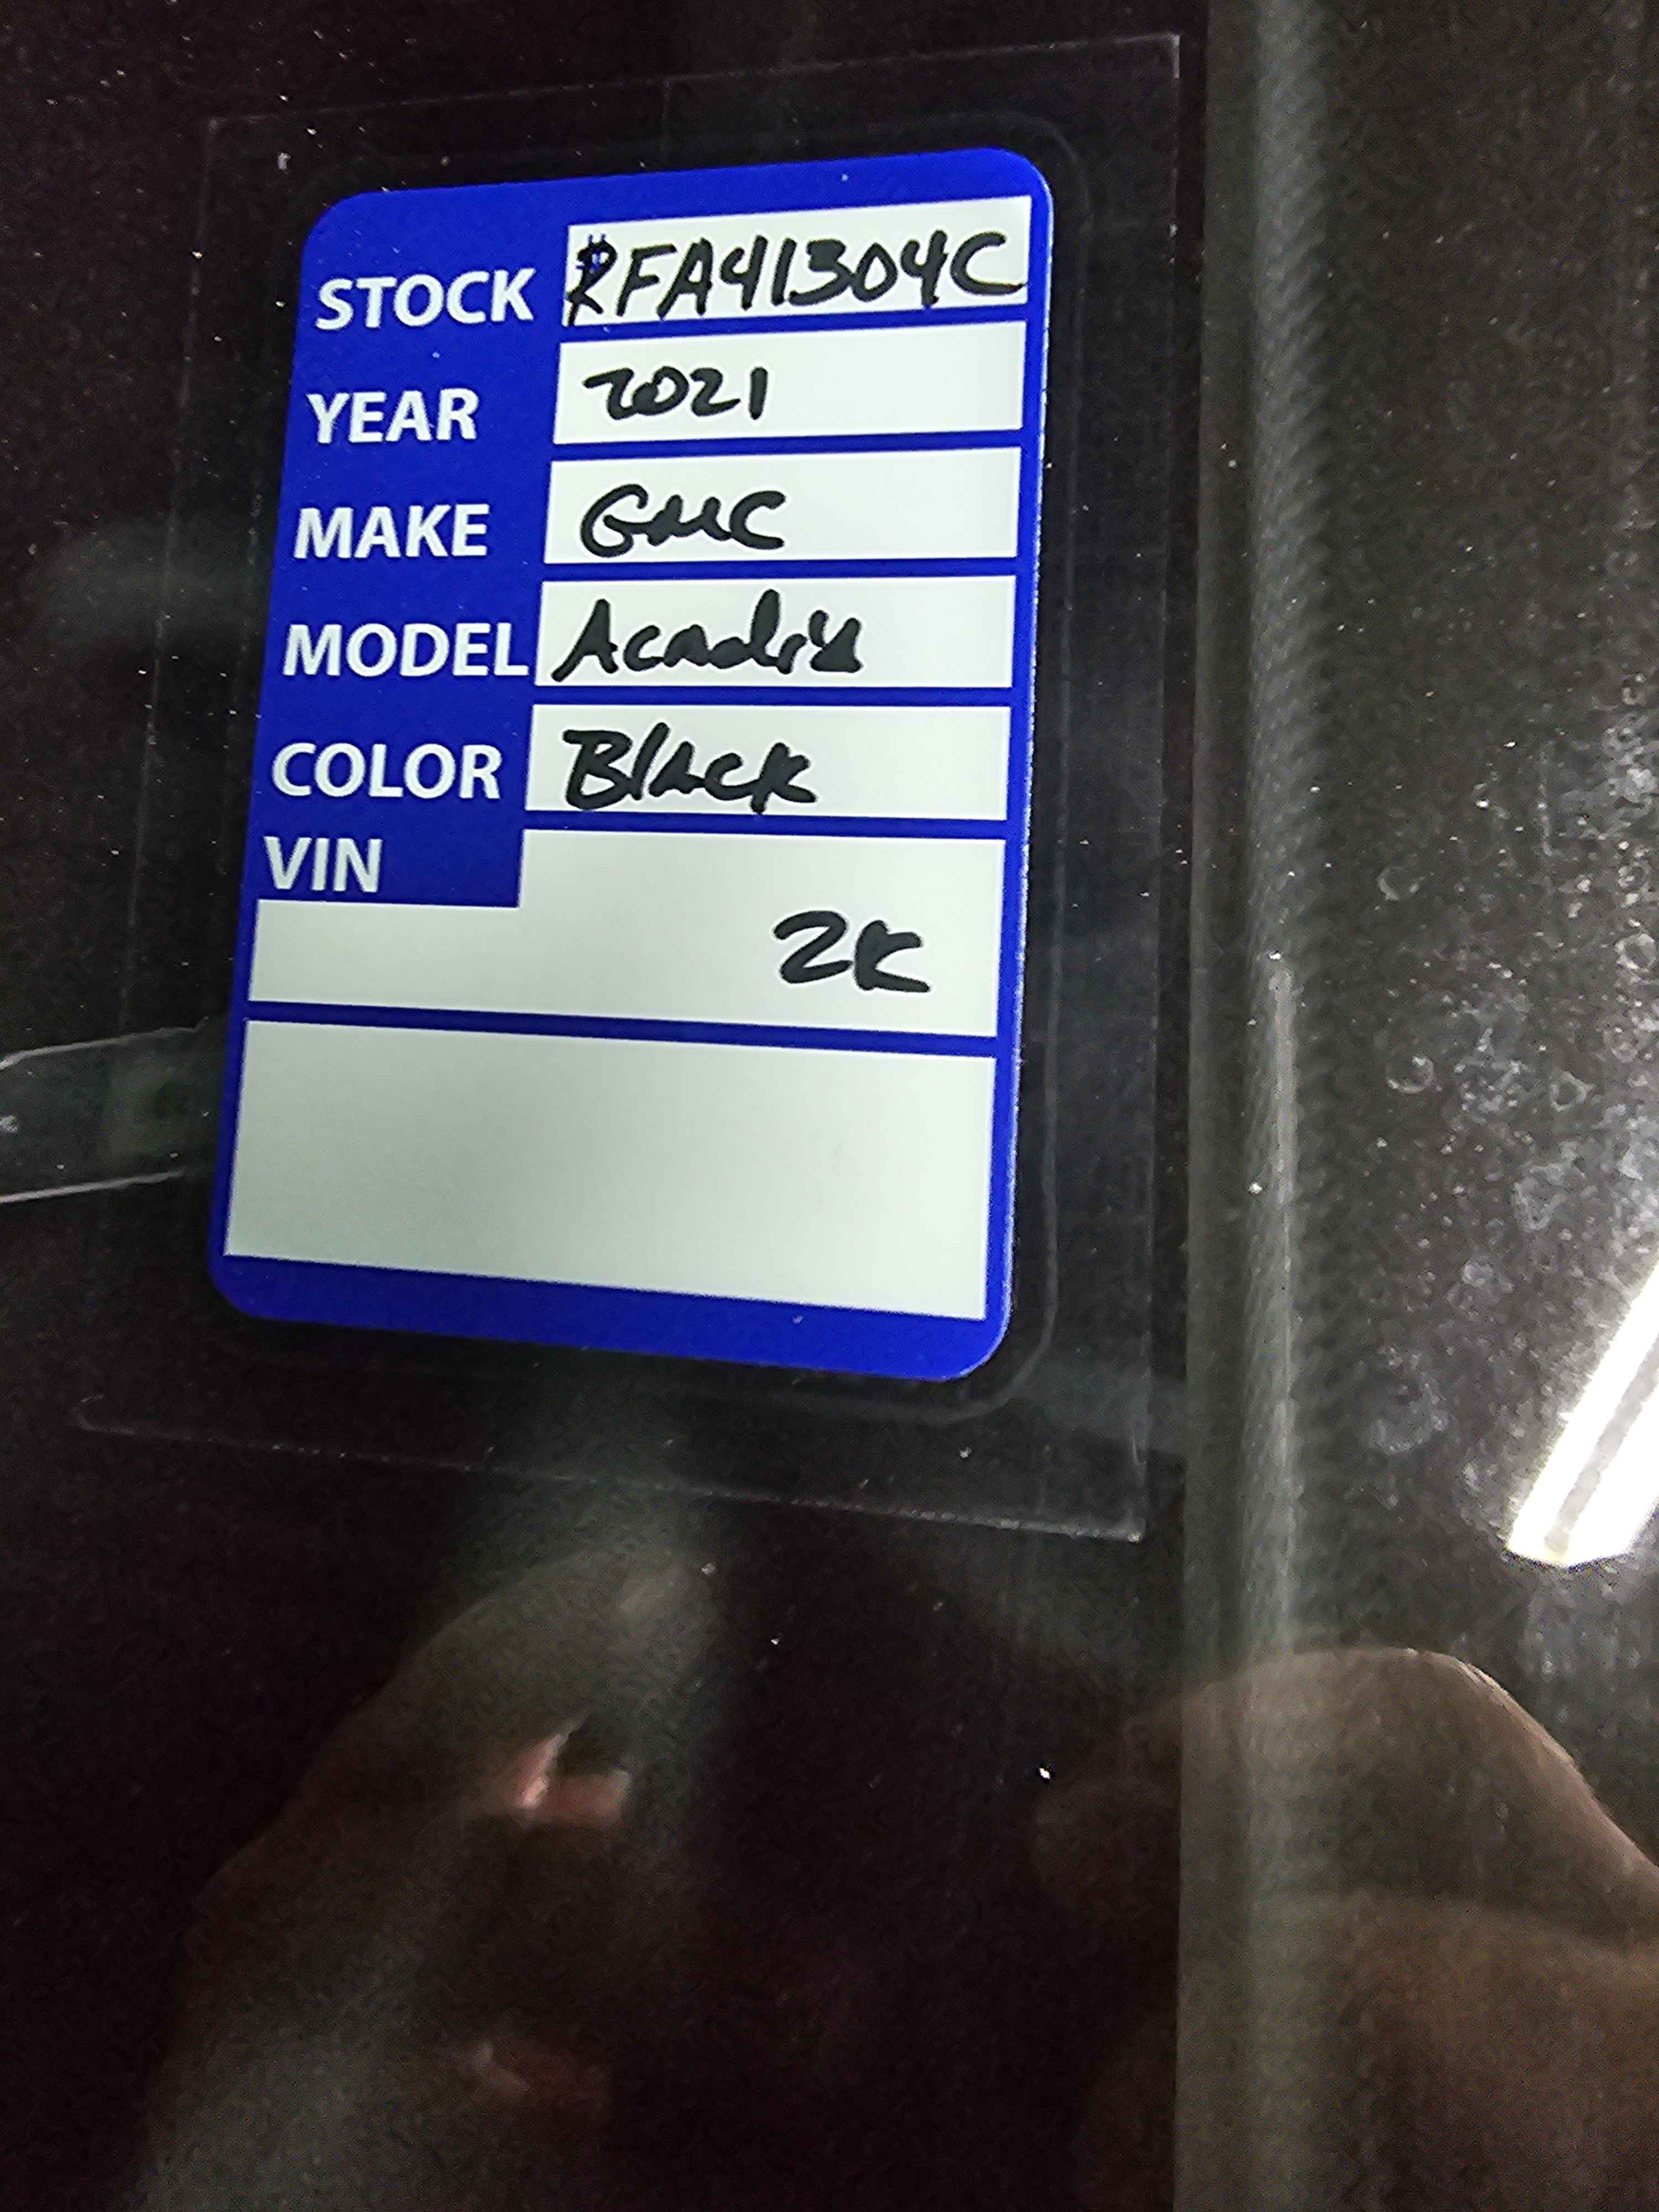 STOCK RFA41304C
YEAR 2021
MAKE GMC
MODEL Acadia
COLOR Black
VIN
2K